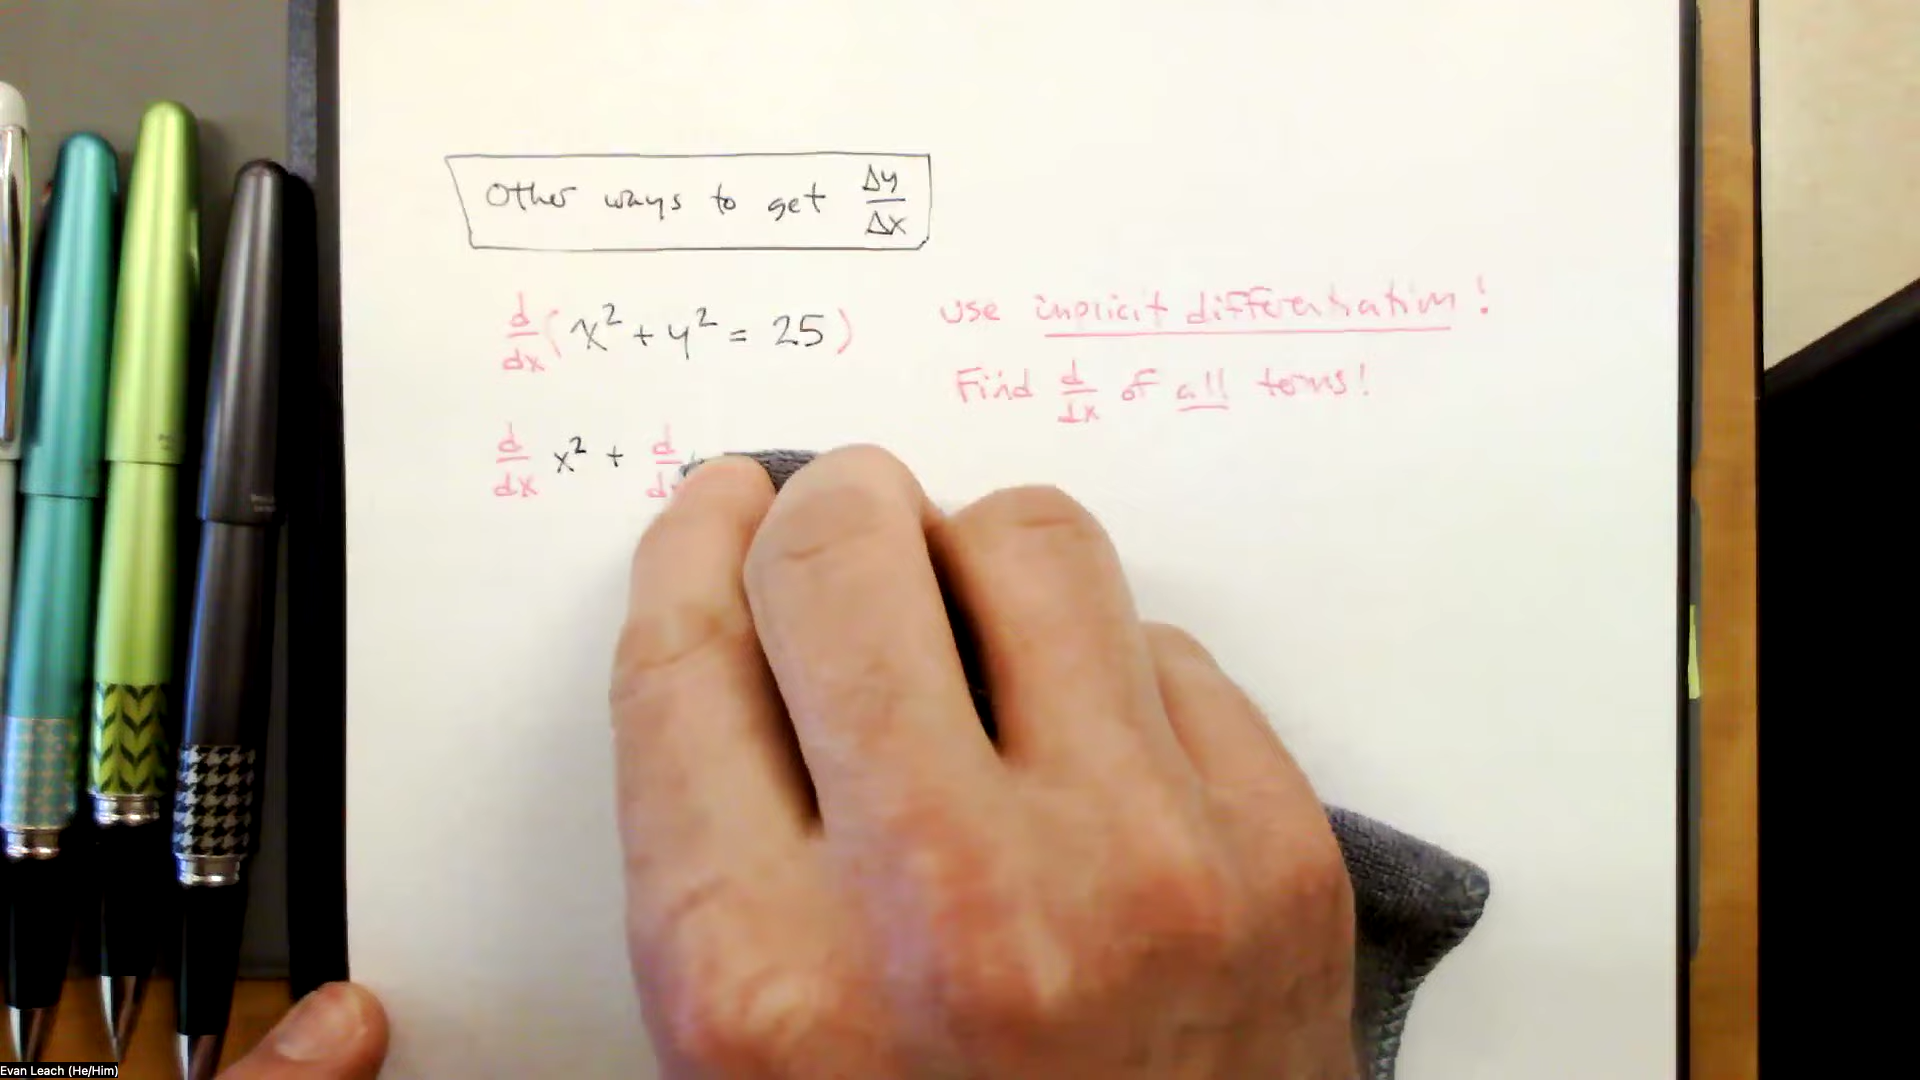 Other ways to get Δy/Δx
d/dx (x² + y² = 25)
Use implicit differentiation!
Find d/dx of all terms!
d/dx x² + d/dx
Evan Leach (He/Him)